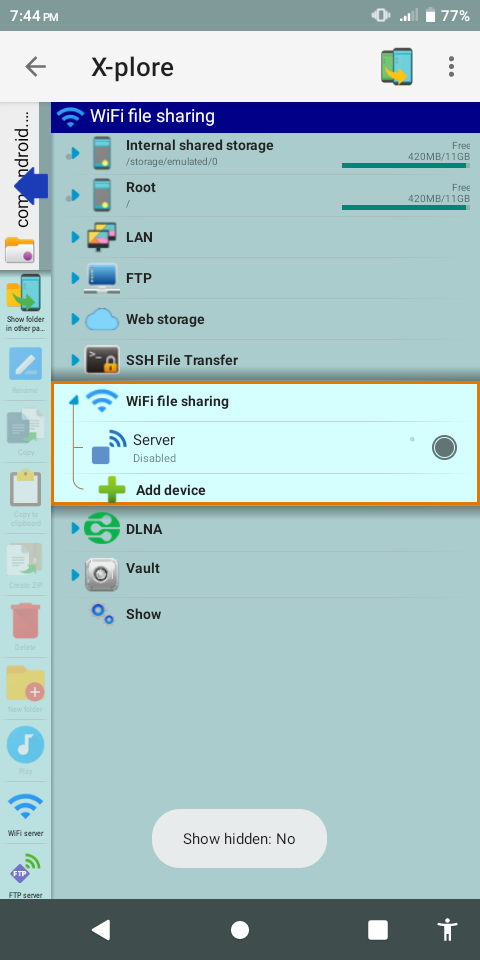 7:44 PM
77%
X-plore
WiFi file sharing
com.android....
Internal shared storage
/storage/emulated/0
Free
420MB/11GB
Root
/
Free
420MB/11GB
LAN
FTP
Web storage
SSH File Transfer
WiFi file sharing
Server
Disabled
Add device
DLNA
Vault
Show
Show folder
in other pa...
Rename
Copy
Copy to
clipboard
Create ZIP
Delete
New folder
Play
WiFi server
FTP
FTP server
Show hidden: No